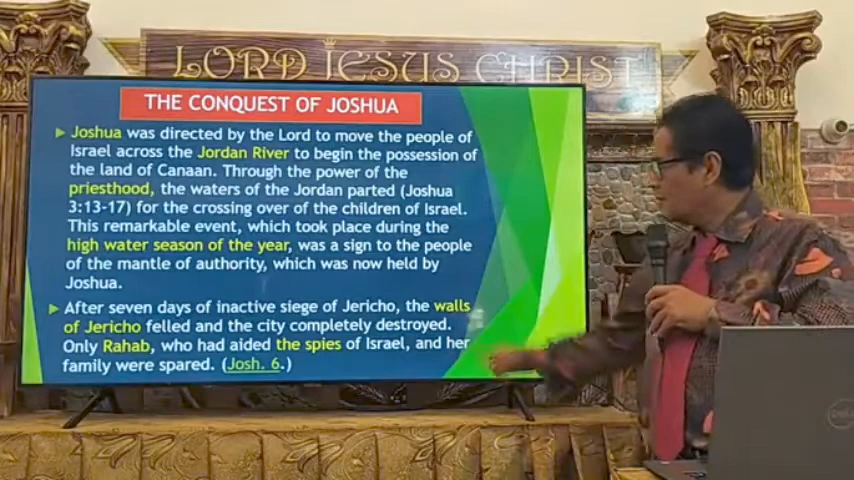 LORD JESUS CHRIST
THE CONQUEST OF JOSHUA
Joshua was directed by the Lord to move the people of
Israel across the Jordan River to begin the possession of
the land of Canaan. Through the power of the
priesthood, the waters of the Jordan parted (Joshua
3:13-17) for the crossing over of the children of Israel.
This remarkable event, which took place during the
high water season of the year, was a sign to the people
of the mantle of authority, which was now held by
Joshua.
After seven days of inactive siege of Jericho, the walls
of Jericho felled and the city completely destroyed.
Only Rahab, who had aided the spies of Israel, and her
family were spared. (Josh. 6.)
DELL